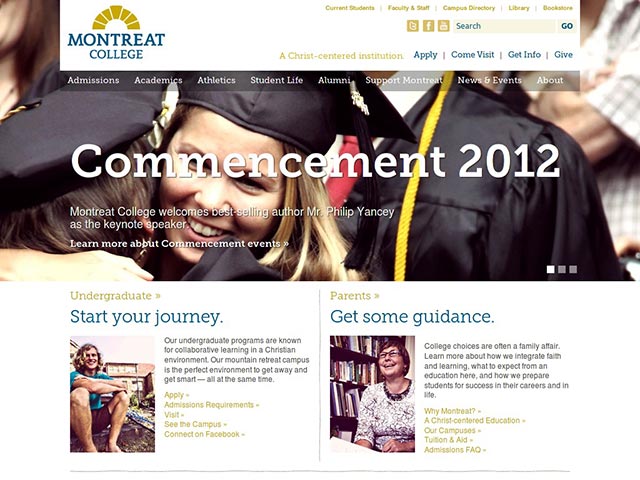 Current Students | Faculty & Staff | Campus Directory | Library | Bookstore
MONTREAT
COLLEGE
Search GO
A Christ-centered institution. Apply | Come Visit | Get Info | Give
Admissions Academics Athletics Student Life Alumni Support Montreat News & Events About
Commencement 2012
Montreat College welcomes best-selling author Mr. Philip Yancey
as the keynote speaker.
Learn more about Commencement events »
Undergraduate »
Start your journey.
Our undergraduate programs are known
for collaborative learning in a Christian
environment. Our mountain retreat campus
is the perfect environment to get away and
get smart — all at the same time.
Apply »
Admissions Requirements »
Visit »
See the Campus »
Connect on Facebook »
Parents »
Get some guidance.
College choices are often a family affair.
Learn more about how we integrate faith
and learning, what to expect from an
education here, and how we prepare
students for success in their careers and in
life.
Why Montreat? »
A Christ-centered Education »
Our Campuses »
Tuition & Aid »
Admissions FAQ »